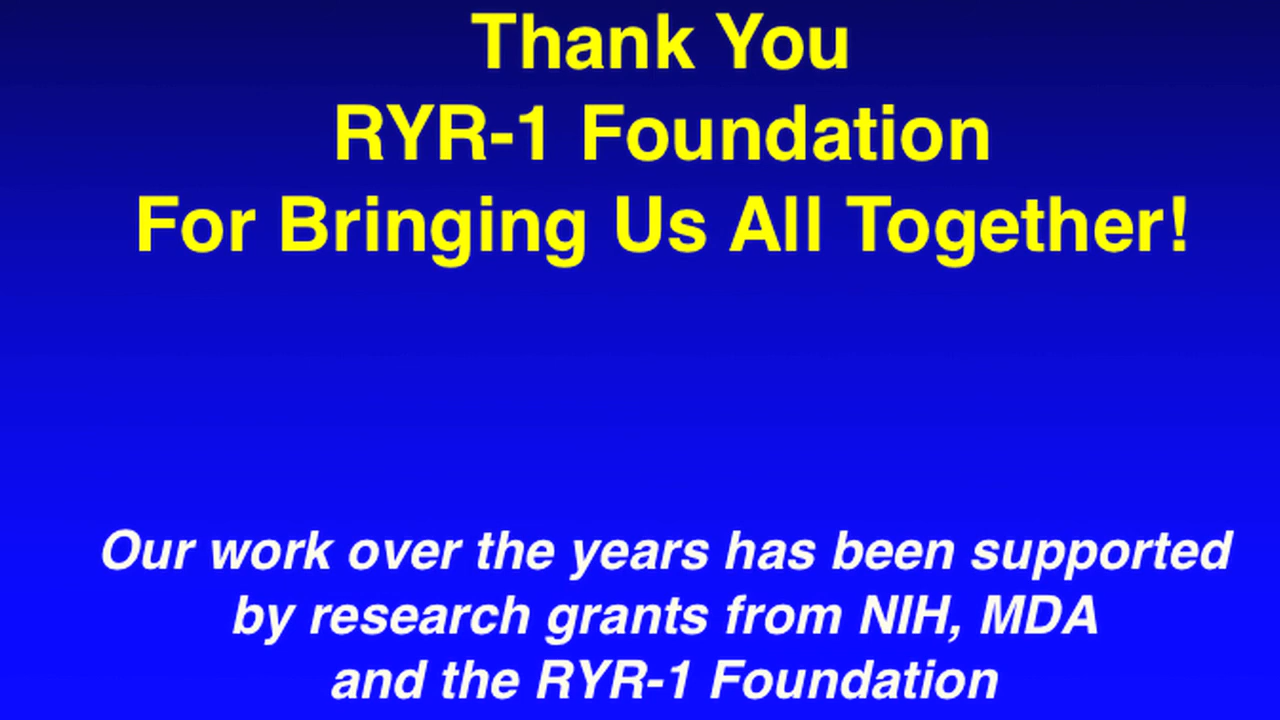 Thank You
RYR-1 Foundation
For Bringing Us All Together!
Our work over the years has been supported
by research grants from NIH, MDA
and the RYR-1 Foundation